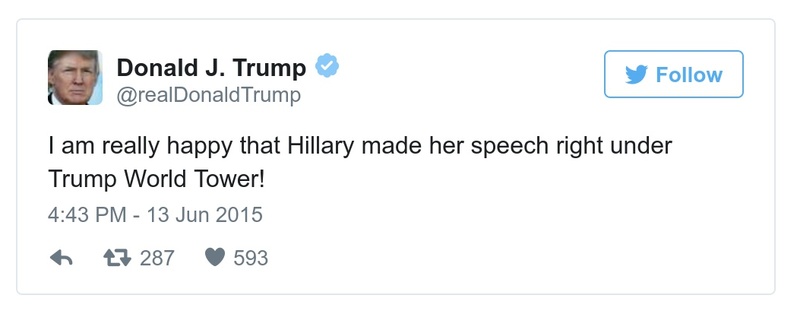 Donald J. Trump
@realDonaldTrump
Follow
I am really happy that Hillary made her speech right under
Trump World Tower!
4:43 PM - 13 Jun 2015
287 593